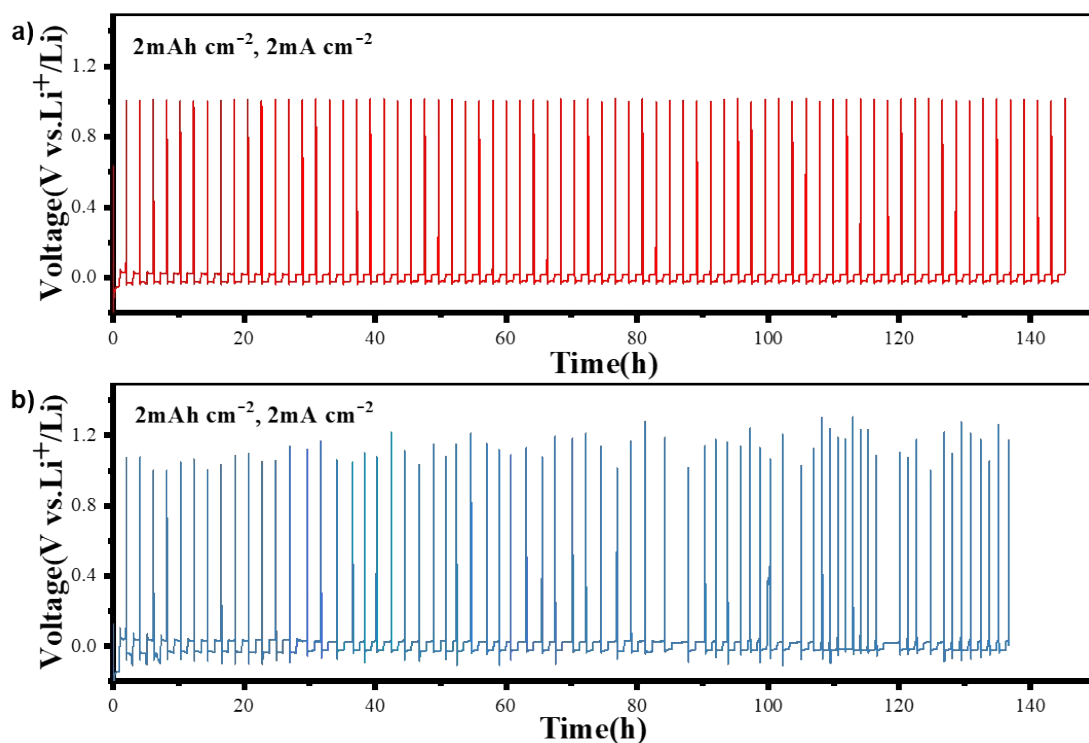 a)
2mAh cm⁻², 2mA cm⁻²
Voltage(V vs.Li⁺/Li)
1.2
0.8
0.4
0.0
0 20 40 60 80 100 120 140
Time(h)
b)
2mAh cm⁻², 2mA cm⁻²
Voltage(V vs.Li⁺/Li)
1.2
0.8
0.4
0.0
0 20 40 60 80 100 120 140
Time(h)